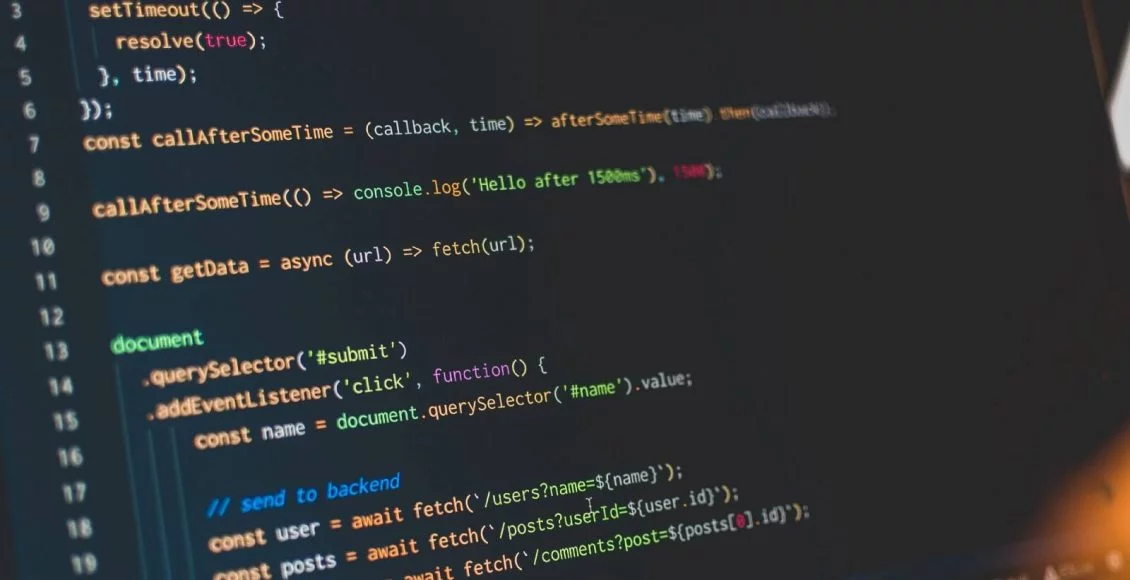 3 setTimeout(() => {
4 resolve(true);
5 }, time);
6 });
7 const callAfterSomeTime = (callback, time) => afterSomeTime(time).then(callback);
8
9 callAfterSomeTime(() => console.log('Hello after 1500ms'), 1500);
10
11 const getData = async (url) => fetch(url);
12
13 document
14 .querySelector('#submit')
15 .addEventListener('click', function() {
16 const name = document.querySelector('#name').value;
17
18 // send to backend
19 const user = await fetch(`/users?name=${name}`);
const posts = await fetch(`/posts?userId=${user.id}`);
await fetch(`/comments?post=${posts[0].id}`);